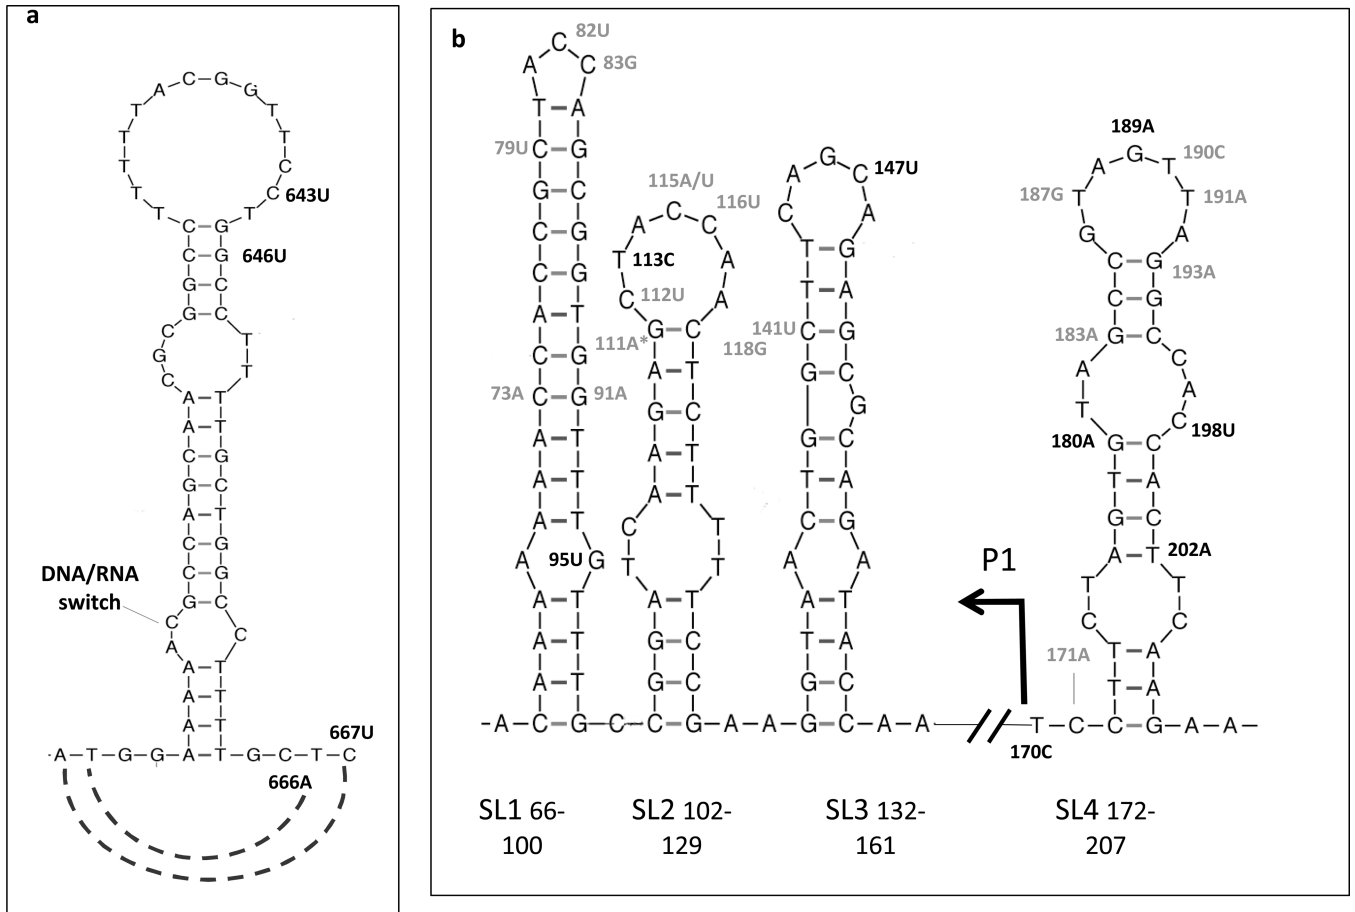 a
A–C–G–G
T T
T T
T C
T C 643U
T T
C–G
C–G 646U
G–C
G–C
C T
G T
C
A–T
A–T
C–G
G–C
A–T
C–G
C–G
G–C
DNA/RNA
switch
C C
A
A–T
A–T
A–T
667U
A–T–G–G–A–T–G–C–T–C
666A
b
C 82U
A C 83G
T–A
79U C–G
G–C
C–G
C–G
A–T
C–G
73A C–G 91A
A–T
A–T
A–T
A 95U G
A–T
A–T
A–T
115A/U
C 116U
A C
T 113C A
C 112U A
111A* G–C 118G
A–T
G–C
A–T
A–T
C T
T T
A–T
G–C
G–C
G
A C 147U
C A
T–G
T–A
141U C–G
G–C
G
G–C
T–A
C–G
A A
A–T
T–A
G–C
189A
G 190C
A T
187G T T 191A
G A
C–G 193A
C–G
183A G–C
C
A A
T C 198U
180A G–C
T–A
G–C
A–T 202A
T T
C C
171A T–A
T–A
P1
-A–C–G–C–C–G–A–A–G–C–A–A
T–C–C–G–A–A–
170C
SL1 66-
100
SL2 102-
129
SL3 132-
161
SL4 172-
207